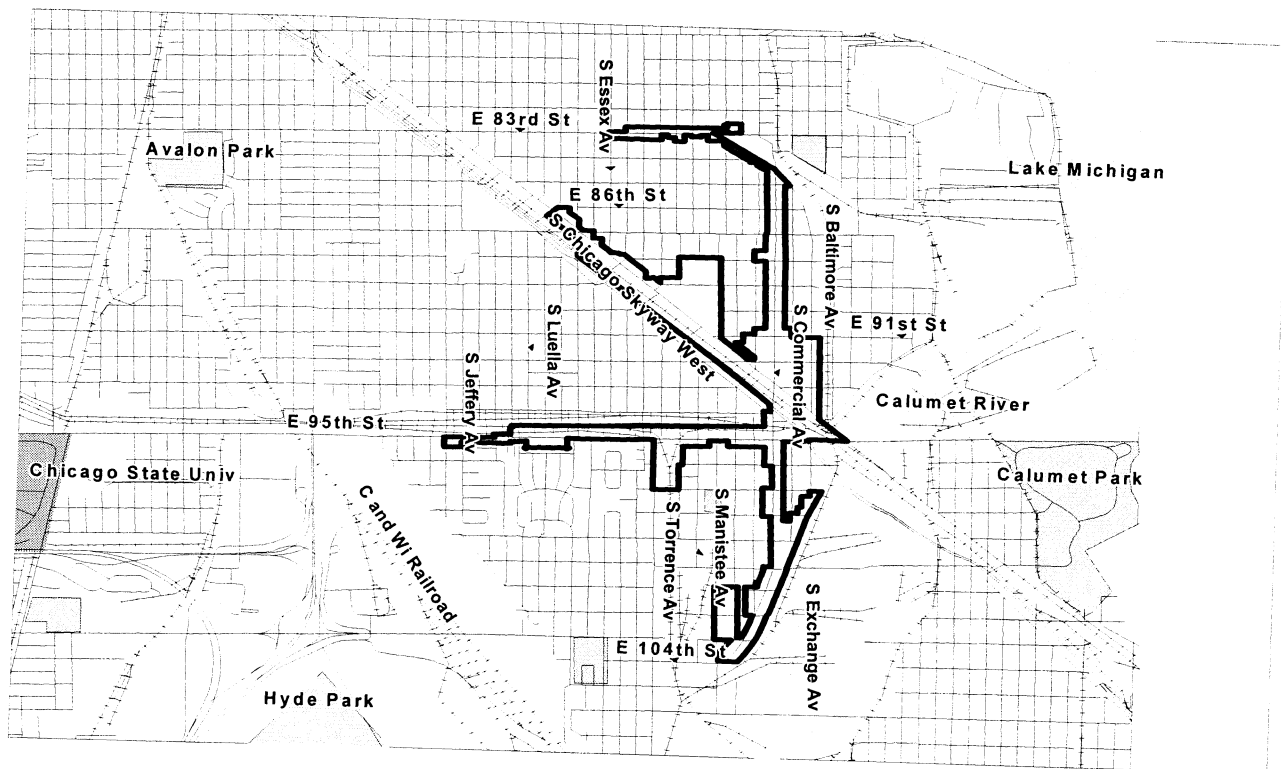 S Essex Av
E 83rd St
Avalon Park
Lake Michigan
E 86th St
S Chicago Skyway West
S Baltimore Av
S Luella Av
S Commercial Av
E 91st St
S Jeffery Av
Calumet River
E 95th St
Chicago State Univ
Calumet Park
C and WI Railroad
S Torrence Av
S Manistee Av
S Exchange Av
E 104th St
Hyde Park